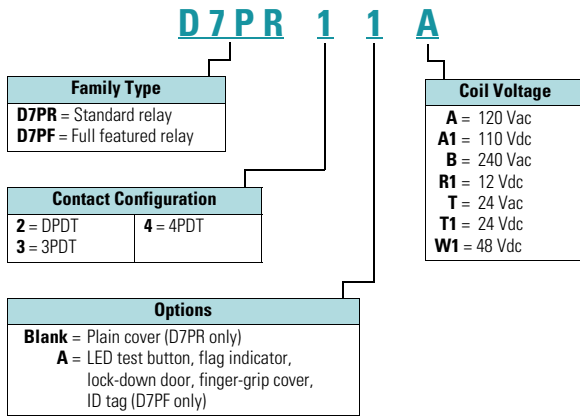 D7PR 1 1 A
Family Type
D7PR = Standard relay
D7PF = Full featured relay
Coil Voltage
A = 120 Vac
A1 = 110 Vdc
B = 240 Vac
R1 = 12 Vdc
T = 24 Vac
T1 = 24 Vdc
W1 = 48 Vdc
Contact Configuration
2 = DPDT
3 = 3PDT
4 = 4PDT
Options
Blank = Plain cover (D7PR only)
A = LED test button, flag indicator,
lock-down door, finger-grip cover,
ID tag (D7PF only)